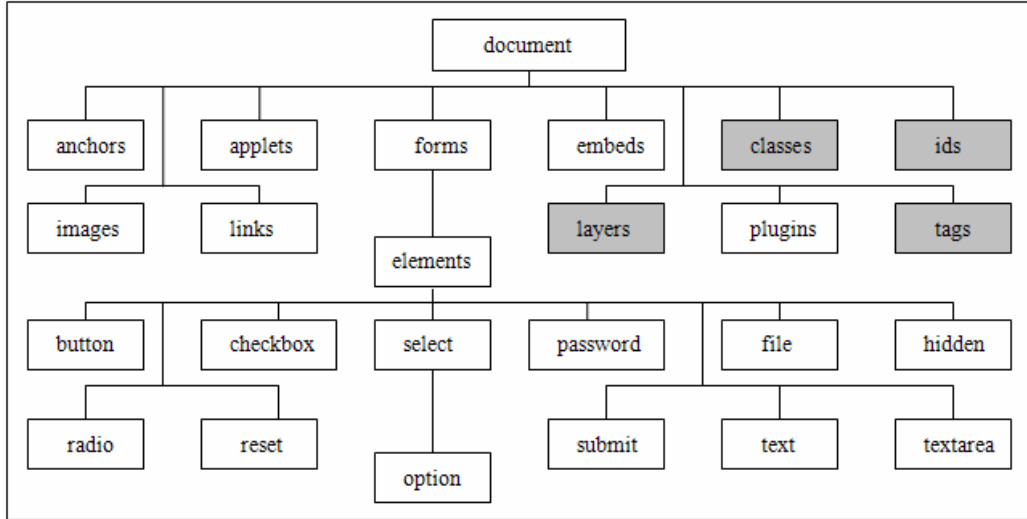 document
anchors applets forms embeds classes ids
images links layers plugins tags
elements
button checkbox select password file hidden
radio reset submit text textarea
option